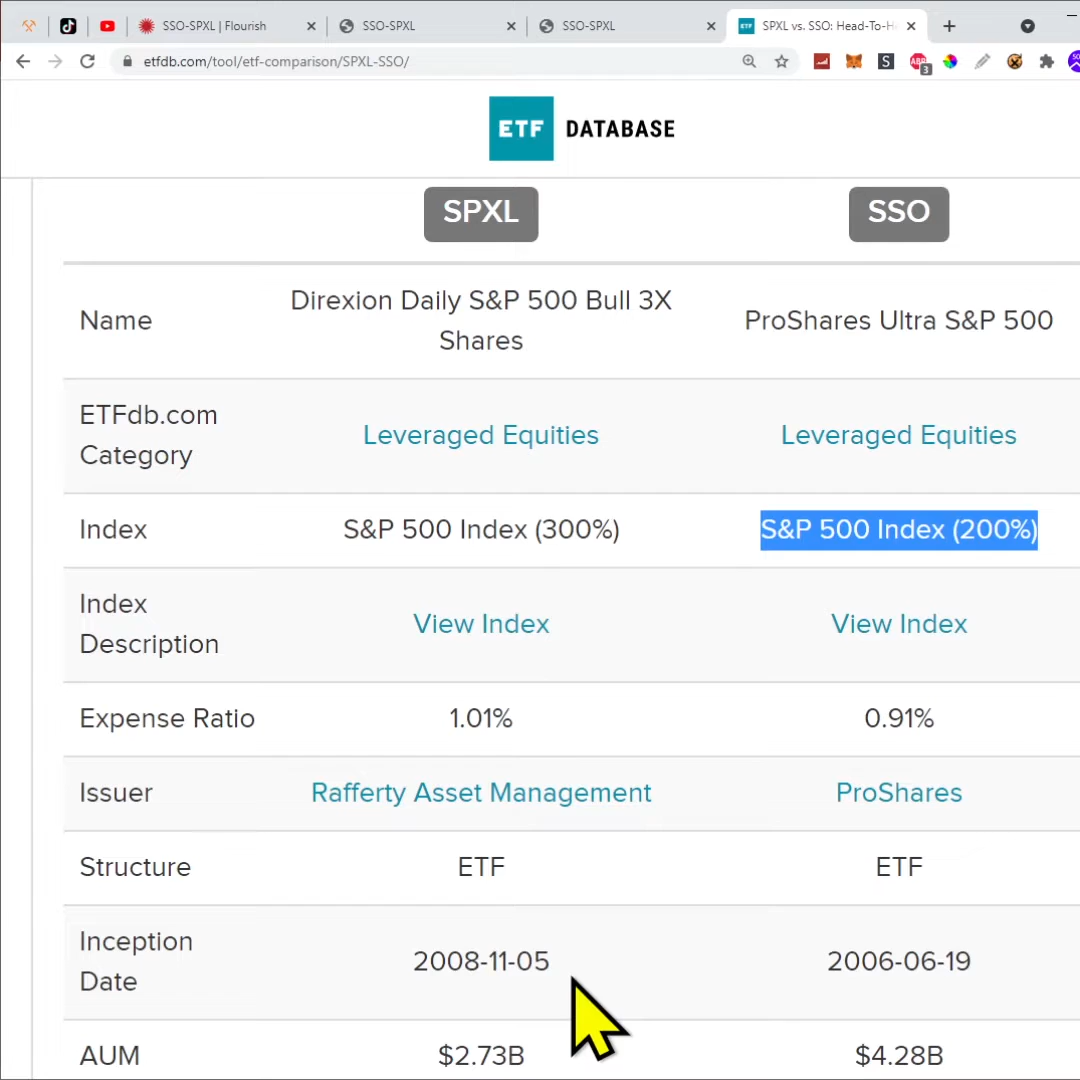 SSO-SPXL | Flourish
SSO-SPXL
SSO-SPXL
ETF
SPXL vs. SSO: Head-To-H
etfdb.com/tool/etf-comparison/SPXL-SSO/
S
ABP
3
ETF DATABASE
SPXL SSO
Name Direxion Daily S&P 500 Bull 3X ProShares Ultra S&P 500
Shares
ETFdb.com
Category Leveraged Equities Leveraged Equities
Index S&P 500 Index (300%) S&P 500 Index (200%)
Index
Description View Index View Index
Expense Ratio 1.01% 0.91%
Issuer Rafferty Asset Management ProShares
Structure ETF ETF
Inception
Date 2008-11-05 2006-06-19
AUM $2.73B $4.28B